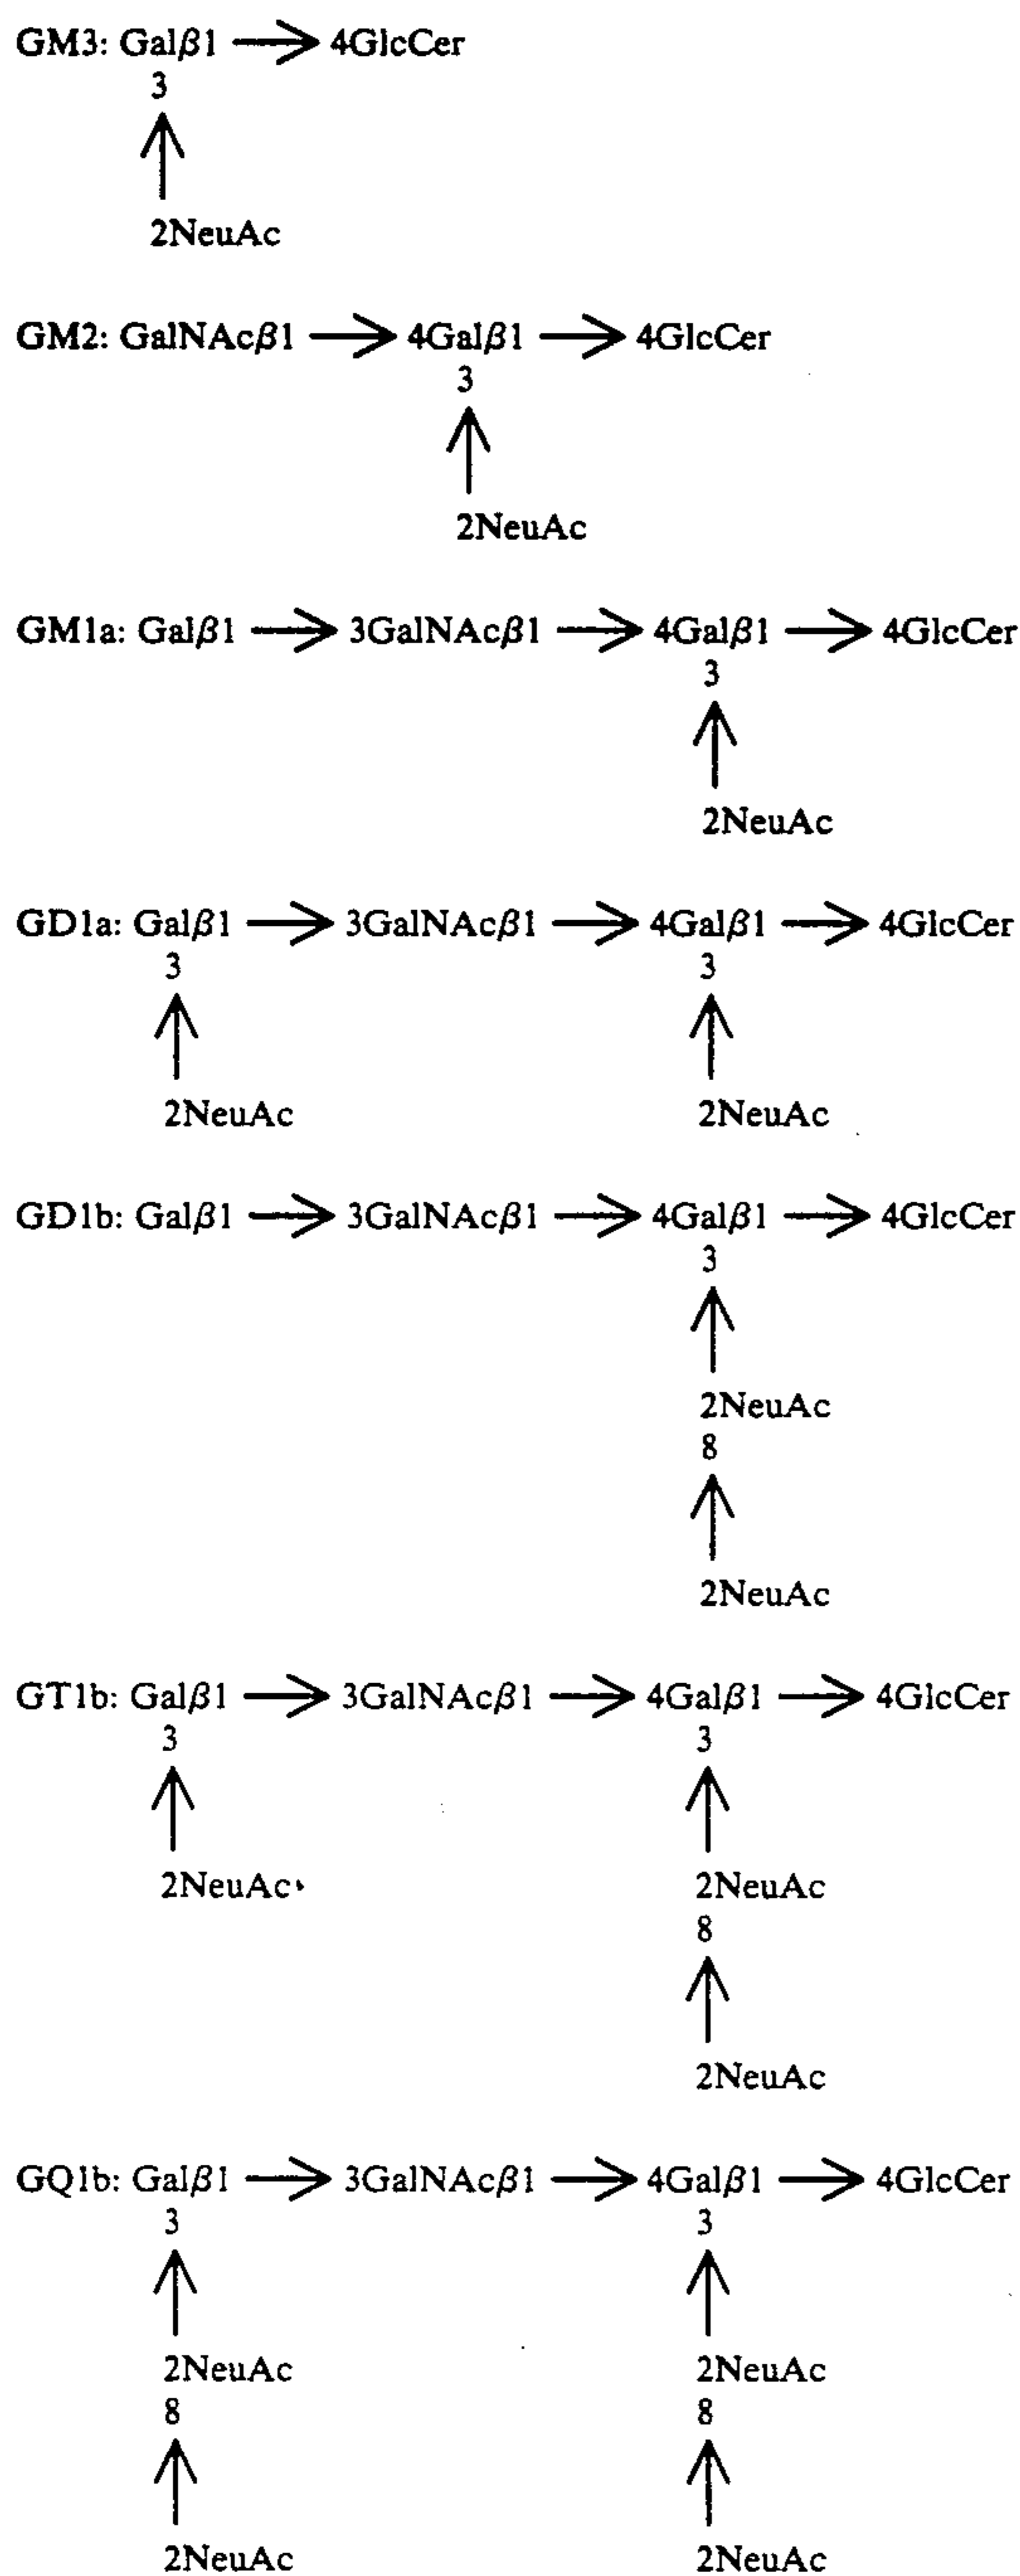 GM3: Galβ1 ⟶ 4GlcCer
3
2NeuAc
GM2: GalNAcβ1 ⟶ 4Galβ1 ⟶ 4GlcCer
3
2NeuAc
GM1a: Galβ1 ⟶ 3GalNAcβ1 ⟶ 4Galβ1 ⟶ 4GlcCer
3
2NeuAc
GD1a: Galβ1 ⟶ 3GalNAcβ1 ⟶ 4Galβ1 ⟶ 4GlcCer
3 3
2NeuAc 2NeuAc
GD1b: Galβ1 ⟶ 3GalNAcβ1 ⟶ 4Galβ1 ⟶ 4GlcCer
3
2NeuAc
8
2NeuAc
GT1b: Galβ1 ⟶ 3GalNAcβ1 ⟶ 4Galβ1 ⟶ 4GlcCer
3 3
2NeuAc 2NeuAc
8
2NeuAc
GQ1b: Galβ1 ⟶ 3GalNAcβ1 ⟶ 4Galβ1 ⟶ 4GlcCer
3 3
2NeuAc 2NeuAc
8 8
2NeuAc 2NeuAc